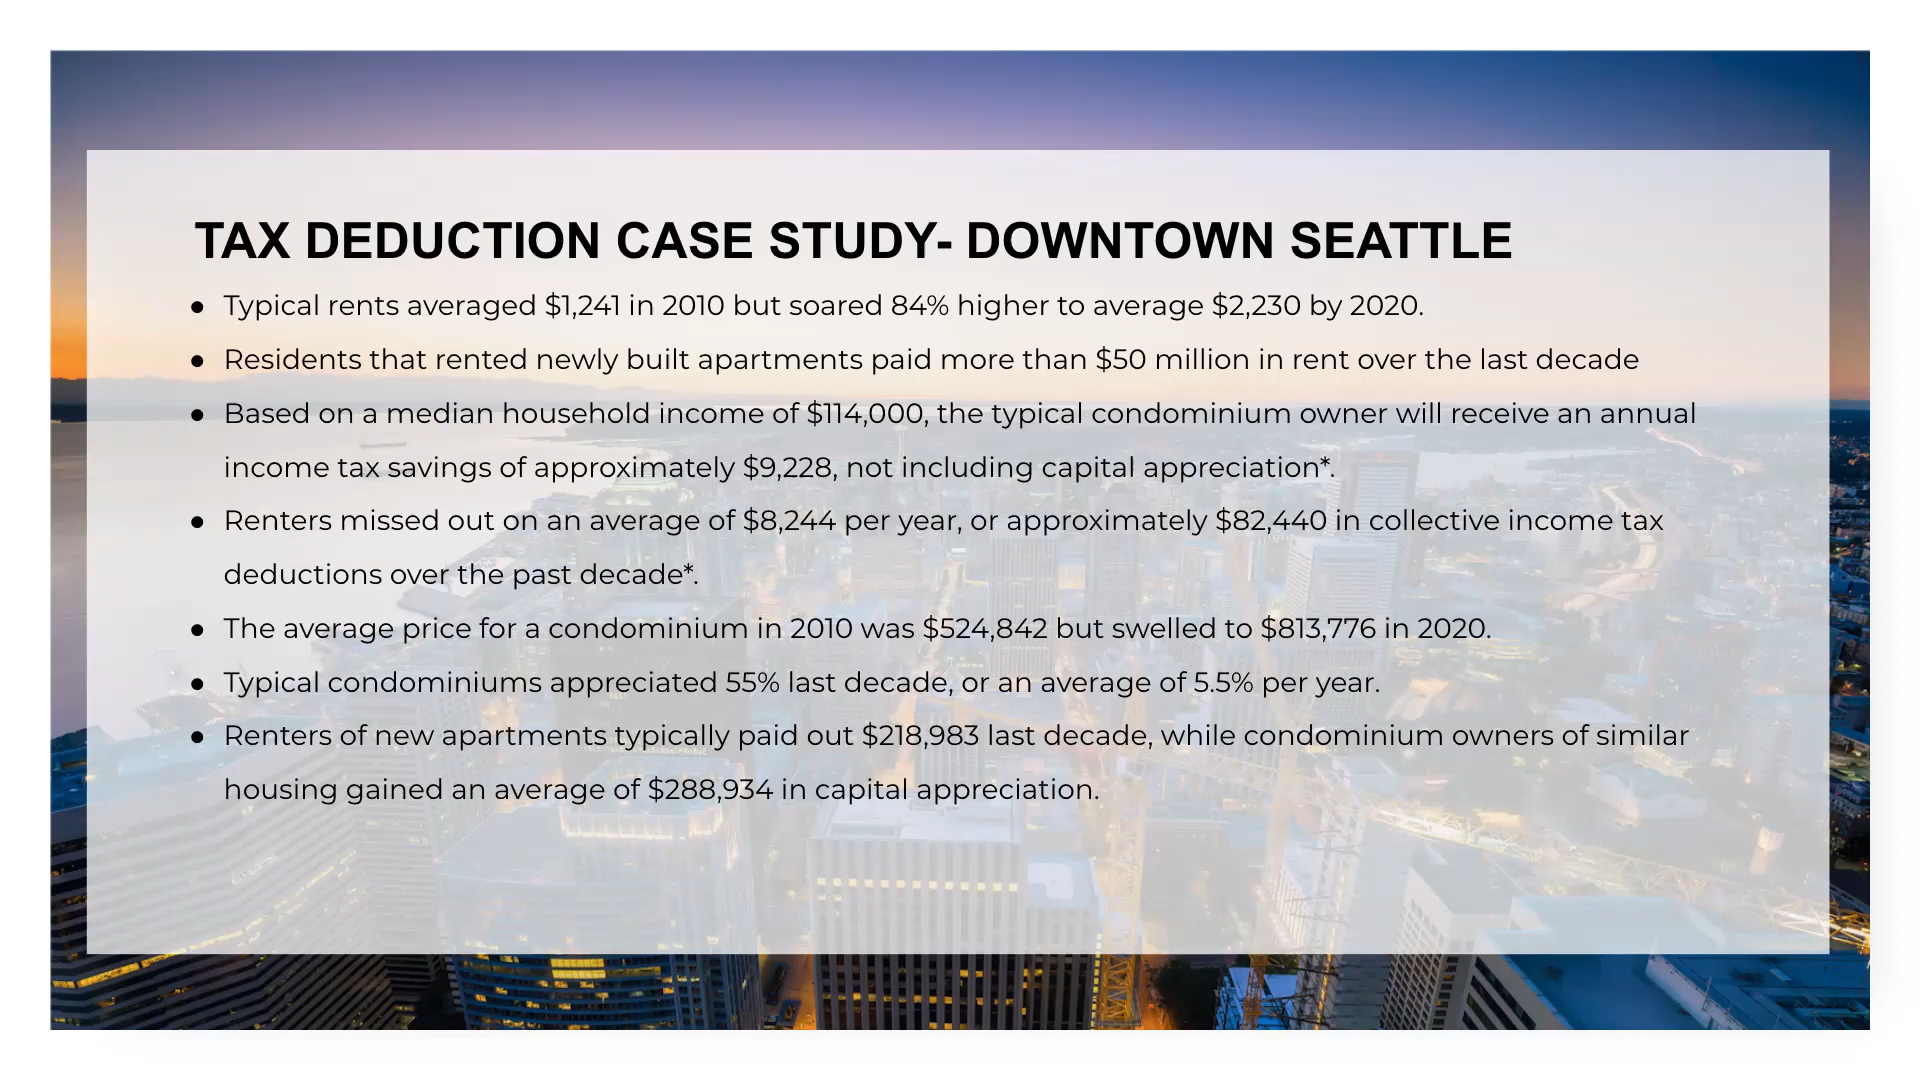 TAX DEDUCTION CASE STUDY- DOWNTOWN SEATTLE
● Typical rents averaged $1,241 in 2010 but soared 84% higher to average $2,230 by 2020.
● Residents that rented newly built apartments paid more than $50 million in rent over the last decade
● Based on a median household income of $114,000, the typical condominium owner will receive an annual
income tax savings of approximately $9,228, not including capital appreciation*.
● Renters missed out on an average of $8,244 per year, or approximately $82,440 in collective income tax
deductions over the past decade*.
● The average price for a condominium in 2010 was $524,842 but swelled to $813,776 in 2020.
● Typical condominiums appreciated 55% last decade, or an average of 5.5% per year.
● Renters of new apartments typically paid out $218,983 last decade, while condominium owners of similar
housing gained an average of $288,934 in capital appreciation.